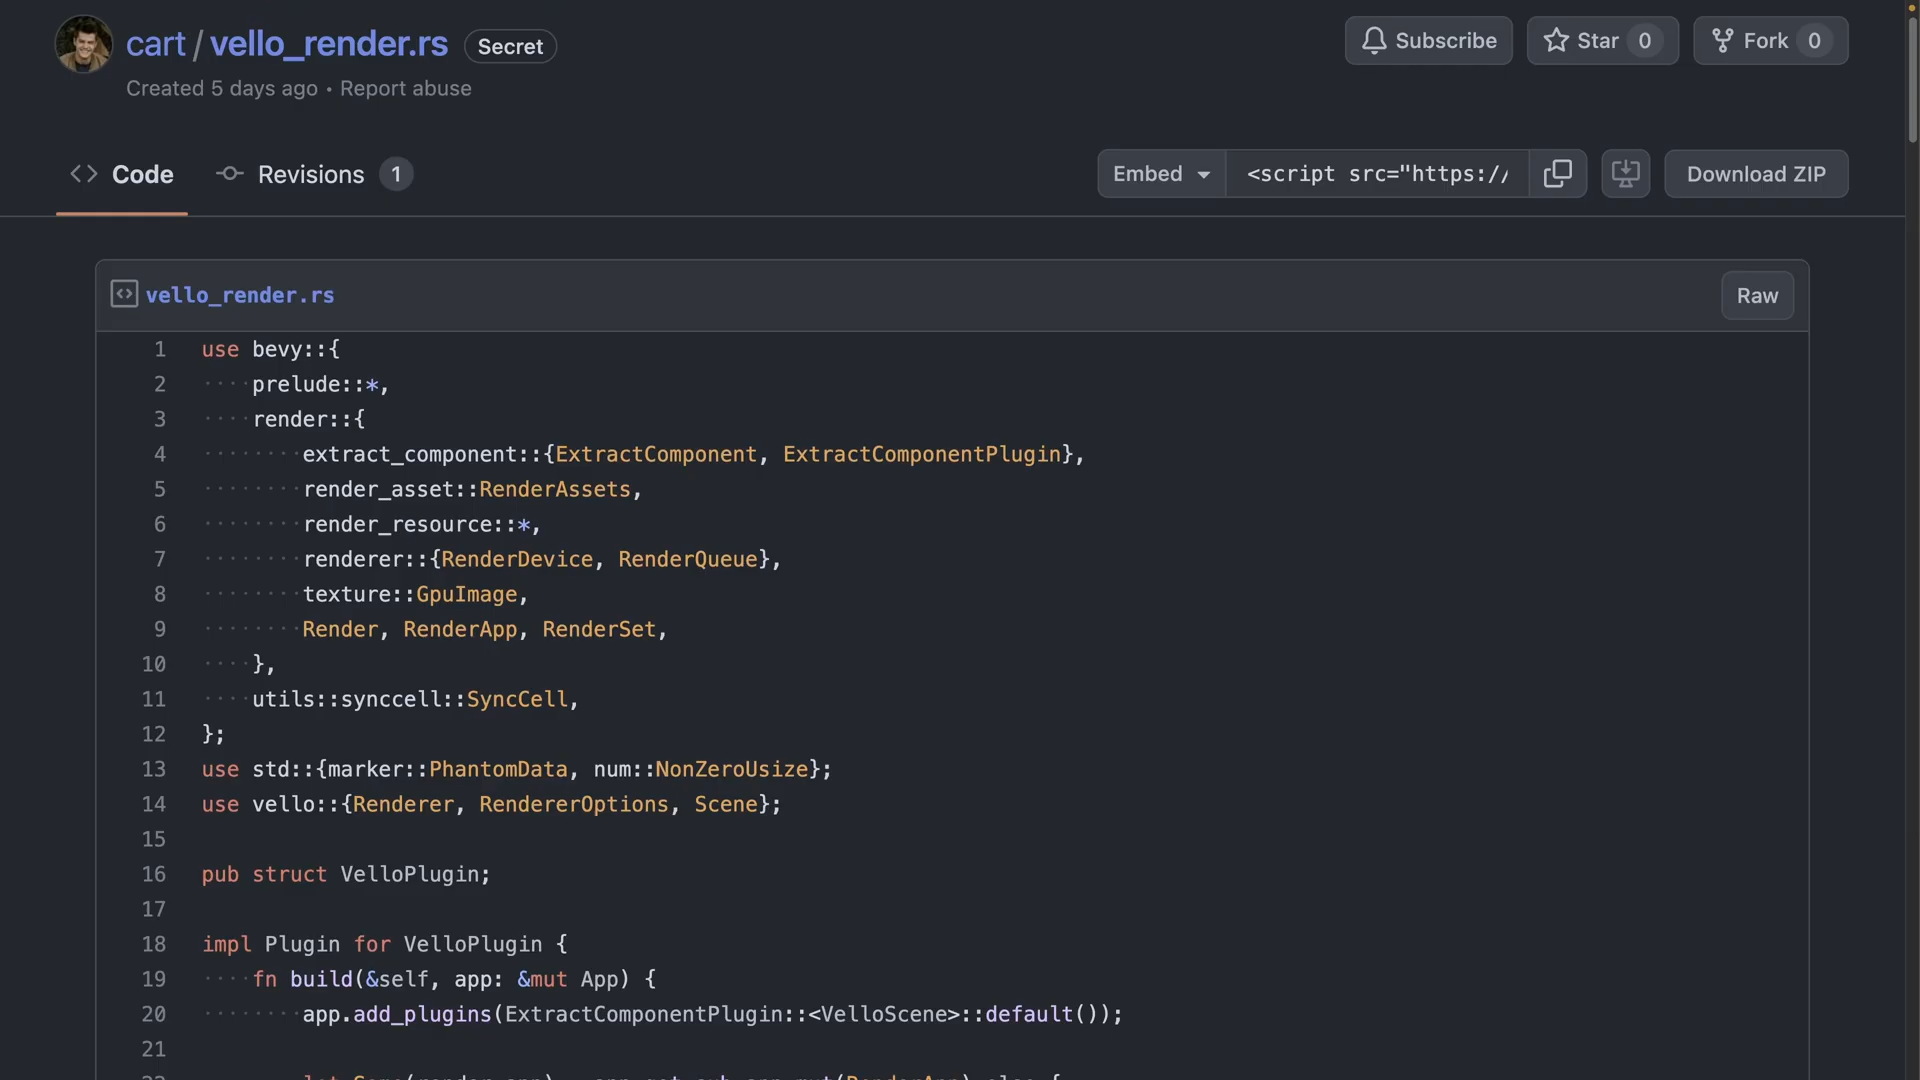 cart / vello_render.rs Secret
Subscribe Star 0 Fork 0
Created 5 days ago • Report abuse
Code Revisions 1
Embed <script src="https:// Download ZIP
vello_render.rs Raw
1 use bevy::{
2 ····prelude::*,
3 ····render::{
4 ········extract_component::{ExtractComponent, ExtractComponentPlugin},
5 ········render_asset::RenderAssets,
6 ········render_resource::*,
7 ········renderer::{RenderDevice, RenderQueue},
8 ········texture::GpuImage,
9 ········Render, RenderApp, RenderSet,
10 ····},
11 ····utils::synccell::SyncCell,
12 };
13 use std::{marker::PhantomData, num::NonZeroUsize};
14 use vello::{Renderer, RendererOptions, Scene};
15
16 pub struct VelloPlugin;
17
18 impl Plugin for VelloPlugin {
19 ····fn build(&self, app: &mut App) {
20 ········app.add_plugins(ExtractComponentPlugin::<VelloScene>::default());
21